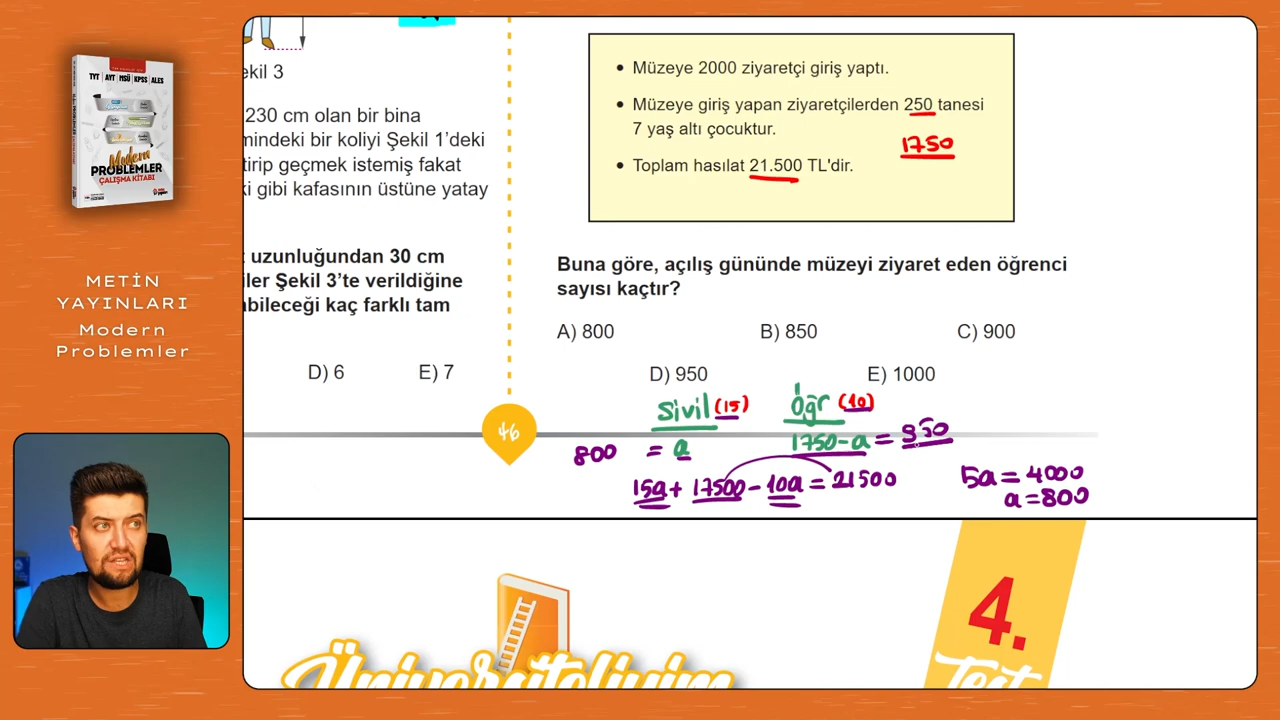 TYT | AYT | MSÜ | KPSS | ALES
Modern
PROBLEMLER
ÇALIŞMA KİTABI
METİN
YAYINLARI
Modern
Problemler
ekil 3
230 cm olan bir bina
mindeki bir koliyi Şekil 1’deki
tirip geçmek istemiş fakat
ki gibi kafasının üstüne yatay
t uzunluğundan 30 cm
iler Şekil 3’te verildiğine
abileceği kaç farklı tam
D) 6 E) 7
46
• Müzeye 2000 ziyaretçi giriş yaptı.
• Müzeye giriş yapan ziyaretçilerden 250 tanesi
7 yaş altı çocuktur.
1750
• Toplam hasılat 21.500 TL'dir.
Buna göre, açılış gününde müzeyi ziyaret eden öğrenci
sayısı kaçtır?
A) 800 B) 850 C) 900
D) 950 E) 1000
Sivil (15) Öğr (10)
800 = a 1750-a = 950
15a + 17500 - 10a = 21500
5a = 4000
a = 800
4.
Test
Üniversiteliyim